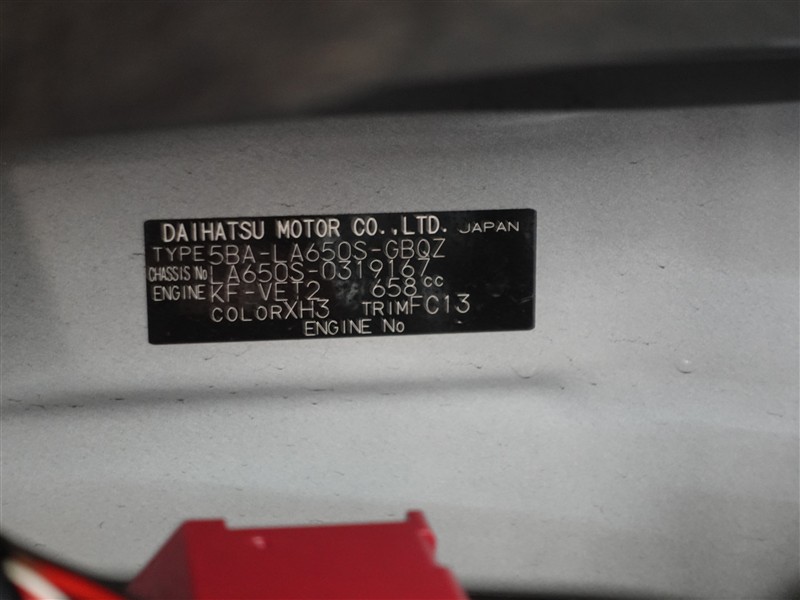 DAIHATSU MOTOR CO.,LTD. JAPAN
TYPE 5BA-LA650S-GBQZ
CHASSIS No LA650S-0319167
ENGINE KF-VET2 658cc
COLOR XH3 TRIM FC13
ENGINE No